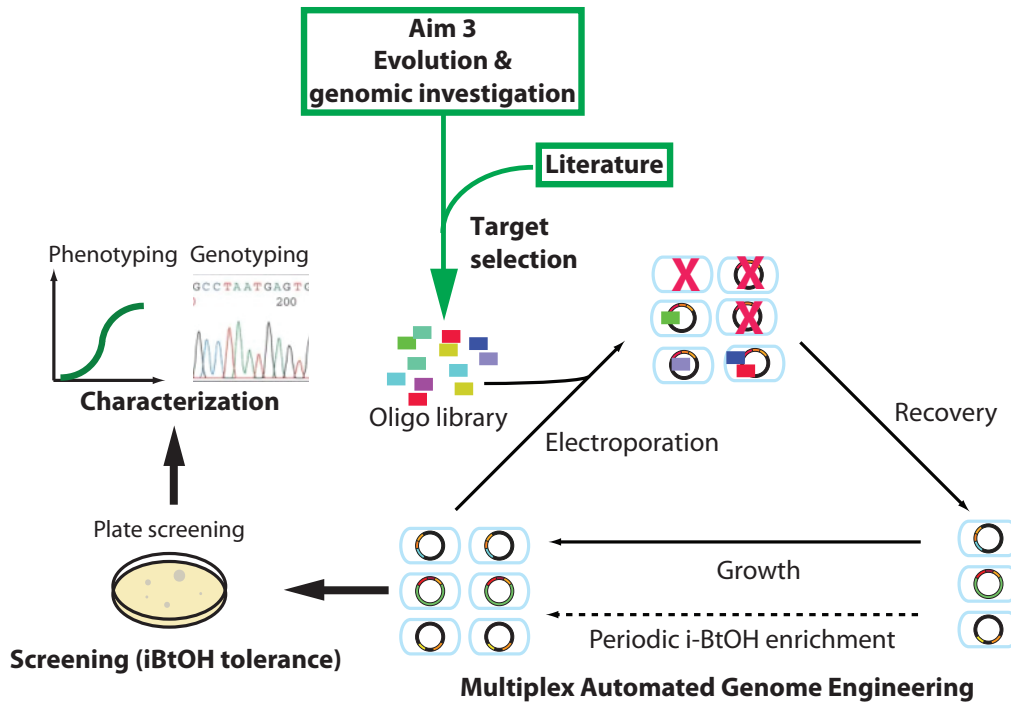 Aim 3
Evolution &
genomic investigation
Literature
Target
selection
Phenotyping
Genotyping
GCCTAATGAGTG
200
Characterization
Oligo library
Electroporation
Recovery
Plate screening
Growth
Periodic i-BtOH enrichment
Screening (iBtOH tolerance)
Multiplex Automated Genome Engineering
X
X
X